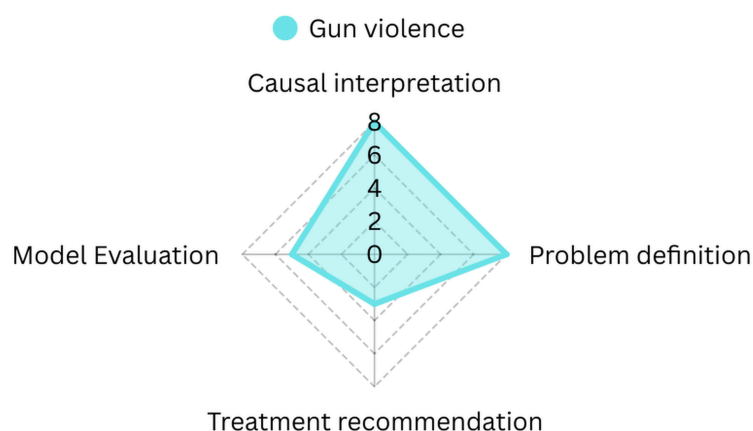 Gun violence
Causal interpretation
8
6
4
2
0
Model Evaluation
Problem definition
Treatment recommendation